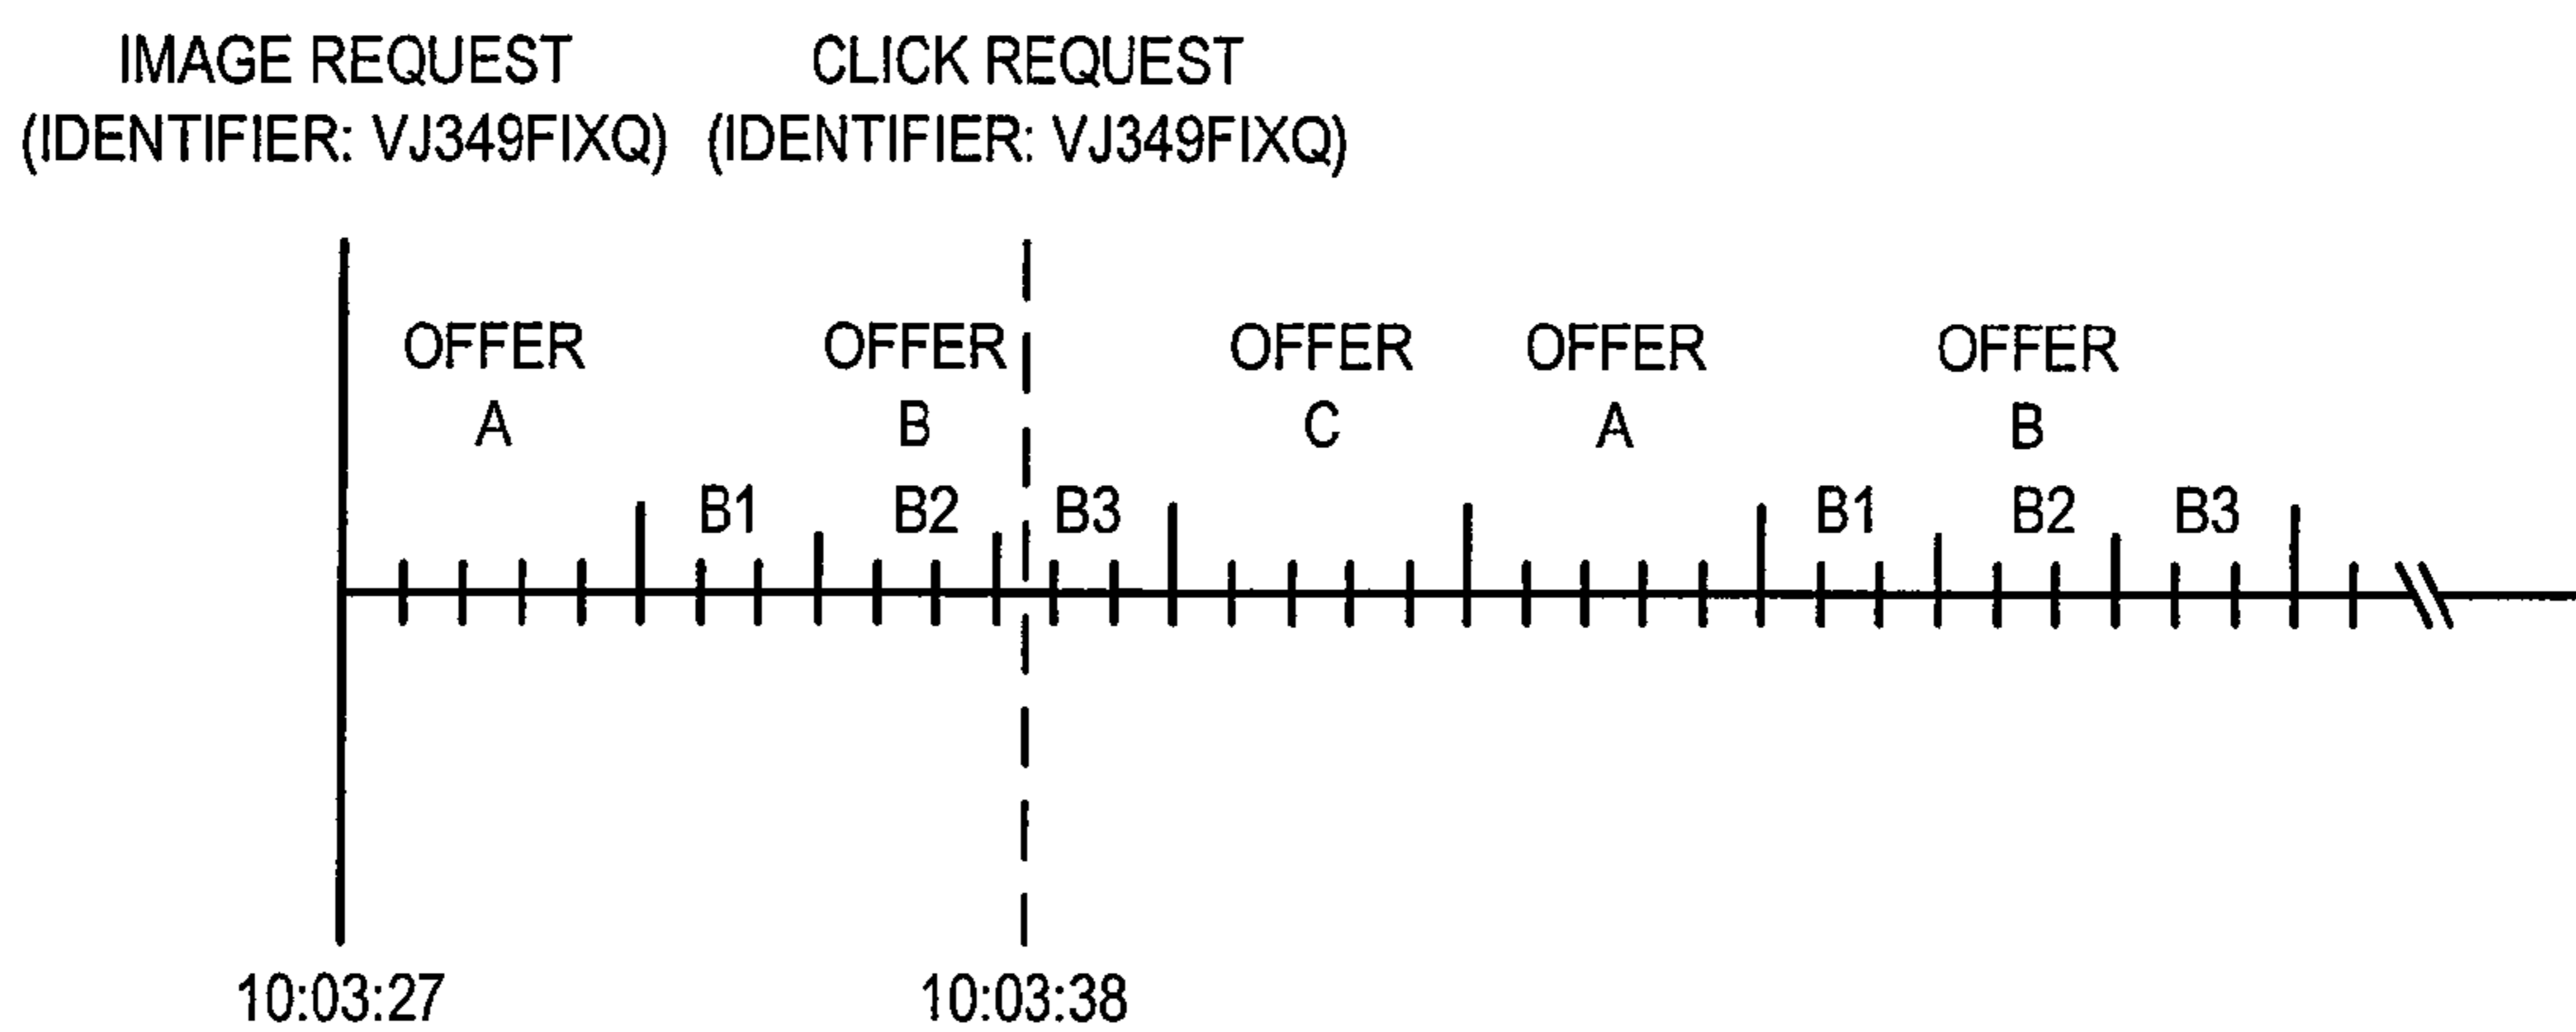 IMAGE REQUEST
(IDENTIFIER: VJ349FIXQ)
CLICK REQUEST
(IDENTIFIER: VJ349FIXQ)
OFFER
A
OFFER
B
OFFER
C
OFFER
A
OFFER
B
B1
B2
B3
B1
B2
B3
10:03:27
10:03:38